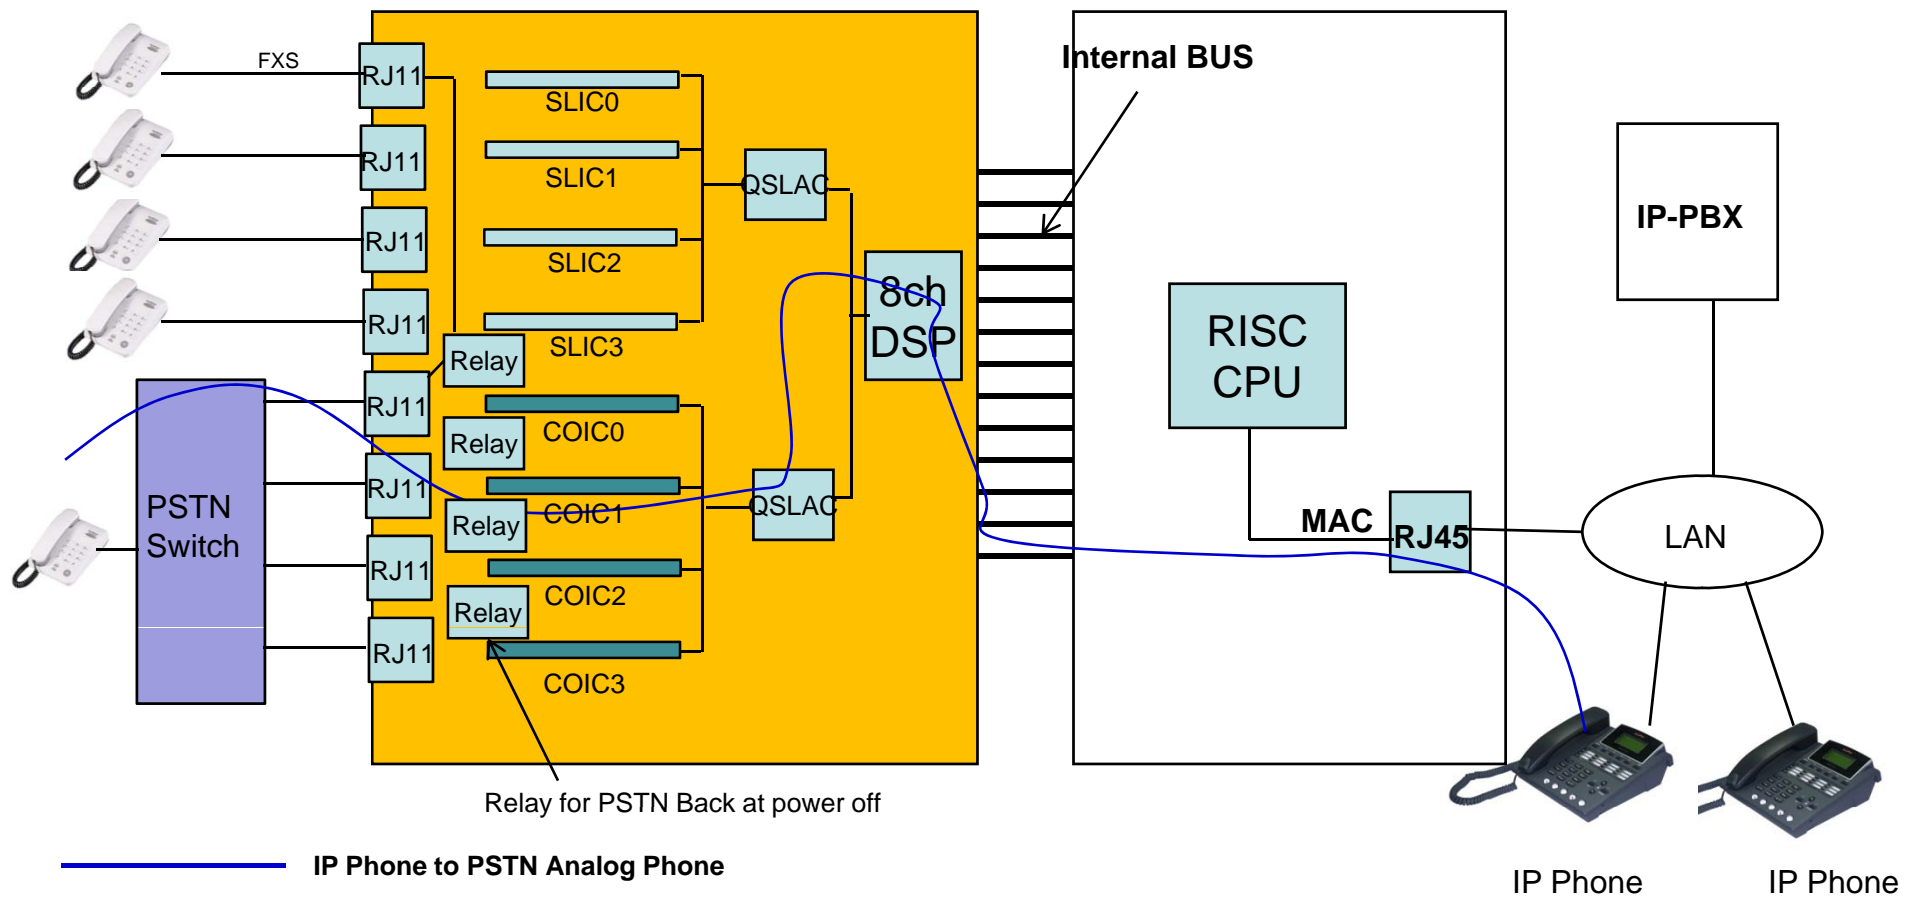 FXS
RJ11
SLIC0
RJ11
SLIC1
RJ11
SLIC2
RJ11
SLIC3
Relay
RJ11
COIC0
Relay
RJ11
COIC1
Relay
RJ11
COIC2
Relay
RJ11
COIC3
QSLAC
QSLAC
8ch
DSP
Internal BUS
RISC
CPU
MAC
RJ45
IP-PBX
LAN
PSTN
Switch
Relay for PSTN Back at power off
IP Phone to PSTN Analog Phone
IP Phone
IP Phone